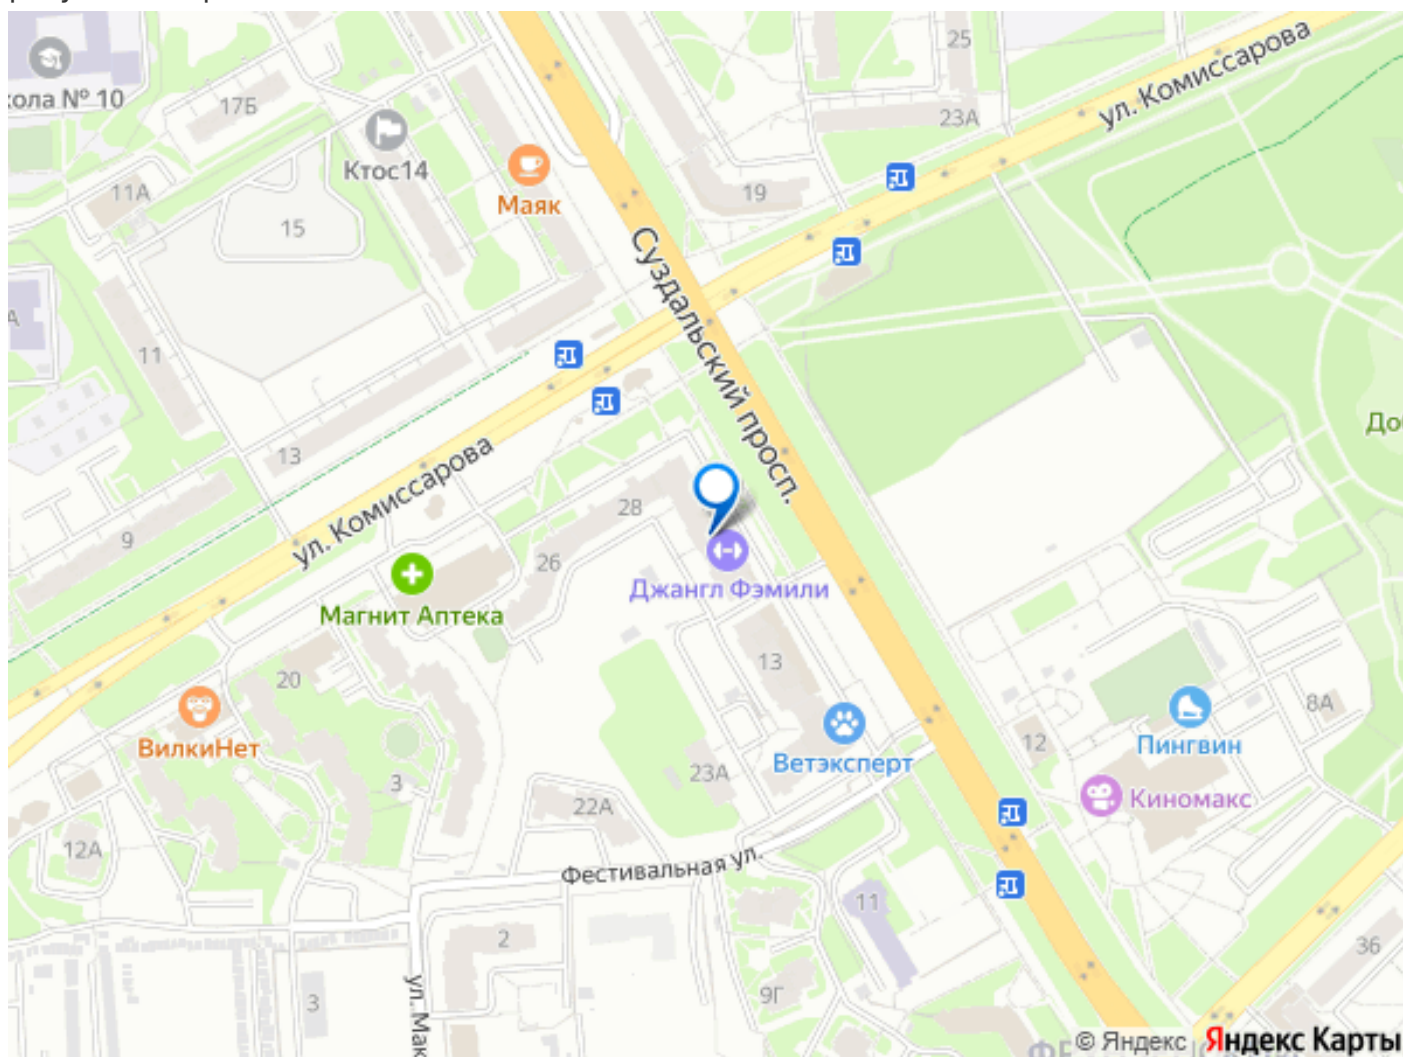 25
ул. Комиссарова
кола № 10
17Б
23А
Ктос14
Маяк
11А
19
15
Суздальский просп.
А
11
До
13
ул. Комиссарова
28
9
26
Джангл Фэмили
Магнит Аптека
13
20
8А
ВилкиНет
12
Пингвин
Ветэксперт
23А
3
Киномакс
22А
12А
Фестивальная ул.
11
2
36
3
ул. Мак
9Г
© Яндекс Яндекс Карты